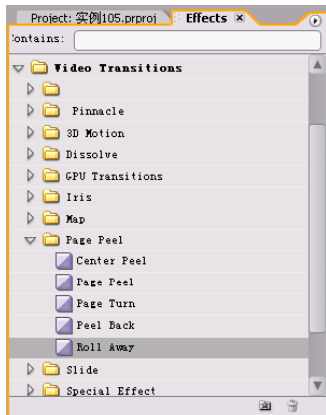 Project: 实例105.prproj Effects ×
Contains:
Video Transitions
Pinnacle
3D Motion
Dissolve
GPU Transitions
Iris
Map
Page Peel
Center Peel
Page Peel
Page Turn
Peel Back
Roll Away
Slide
Special Effect